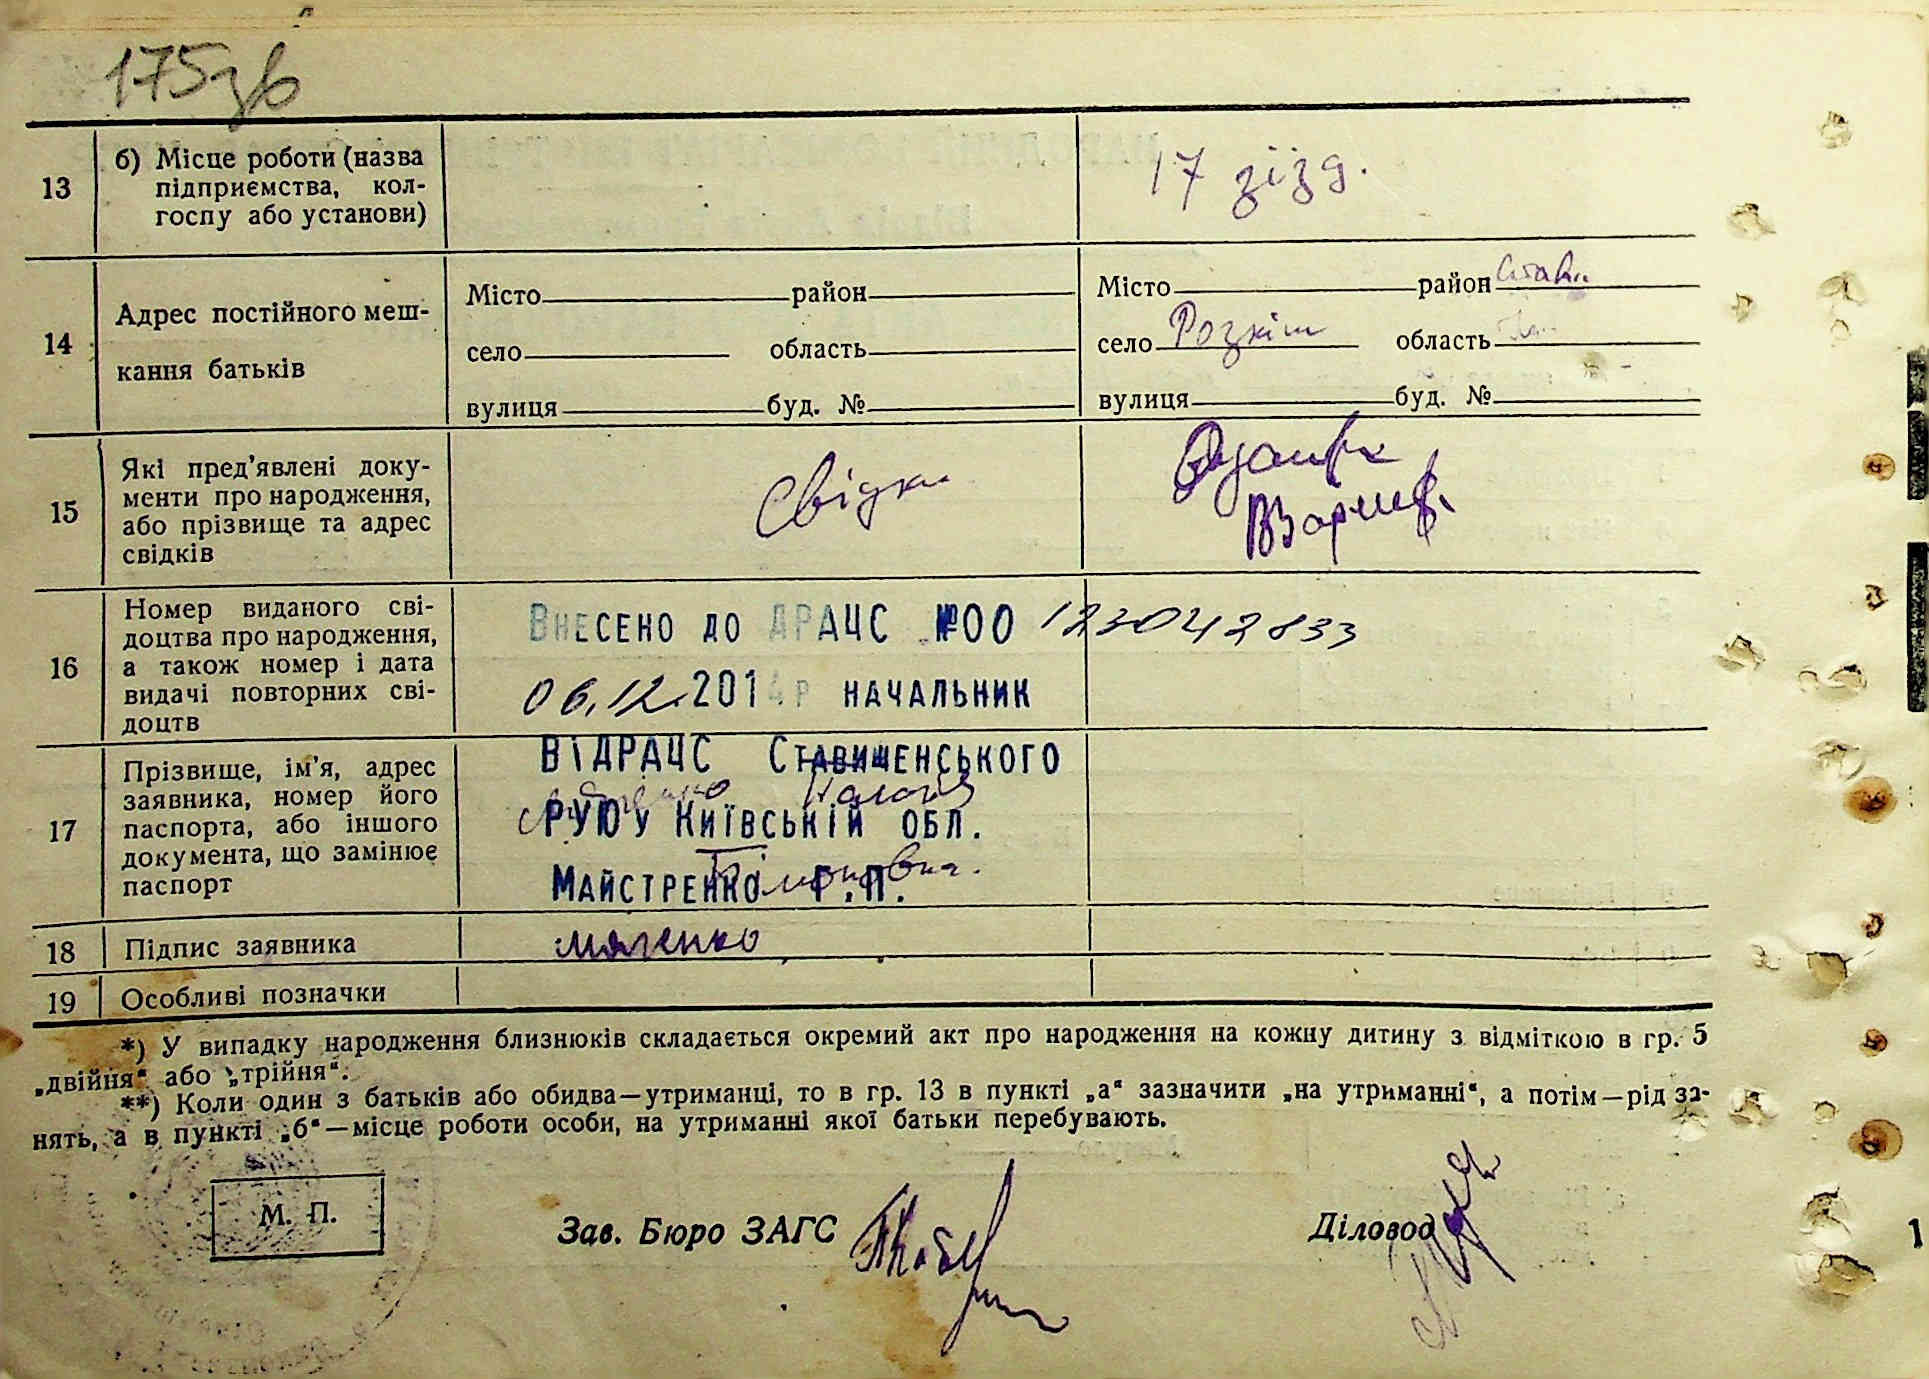 175 зв
13 б) Місце роботи (назва
підприємства, кол-
госпу або установи)
17 зїзд.
14 Адрес постійного меш-
кання батьків
Місто район
село область
вулиця буд. №
Місто район Стави
село Розкіш область
вулиця буд. №
15 Які пред'явлені доку-
менти про народження,
або прізвище та адрес
свідків
Свідки
16 Номер виданого сві-
доцтва про народження,
а також номер і дата
видачі повторних сві-
доцтв
Внесено до ДРАЦС №00 123042833
06.12.2014р начальник
ВіДРАЦС Ставищенського
РУЮ у Київській обл.
Майстренко Г.П.
17 Прізвище, ім'я, адрес
заявника, номер його
паспорта, або іншого
документа, що замінює
паспорт
18 Підпис заявника
19 Особливі позначки
*) У випадку народження близнюків складається окремий акт про народження на кожну дитину з відміткою в гр. 5
„двійня“ або „трійня“.
**) Коли один з батьків або обидва—утриманці, то в гр. 13 в пункті „а“ зазначити „на утриманні“, а потім—рід за-
нять, а в пункті „б“—місце роботи особи, на утриманні якої батьки перебувають.
М. П.
Зав. Бюро ЗАГС
Діловод
1